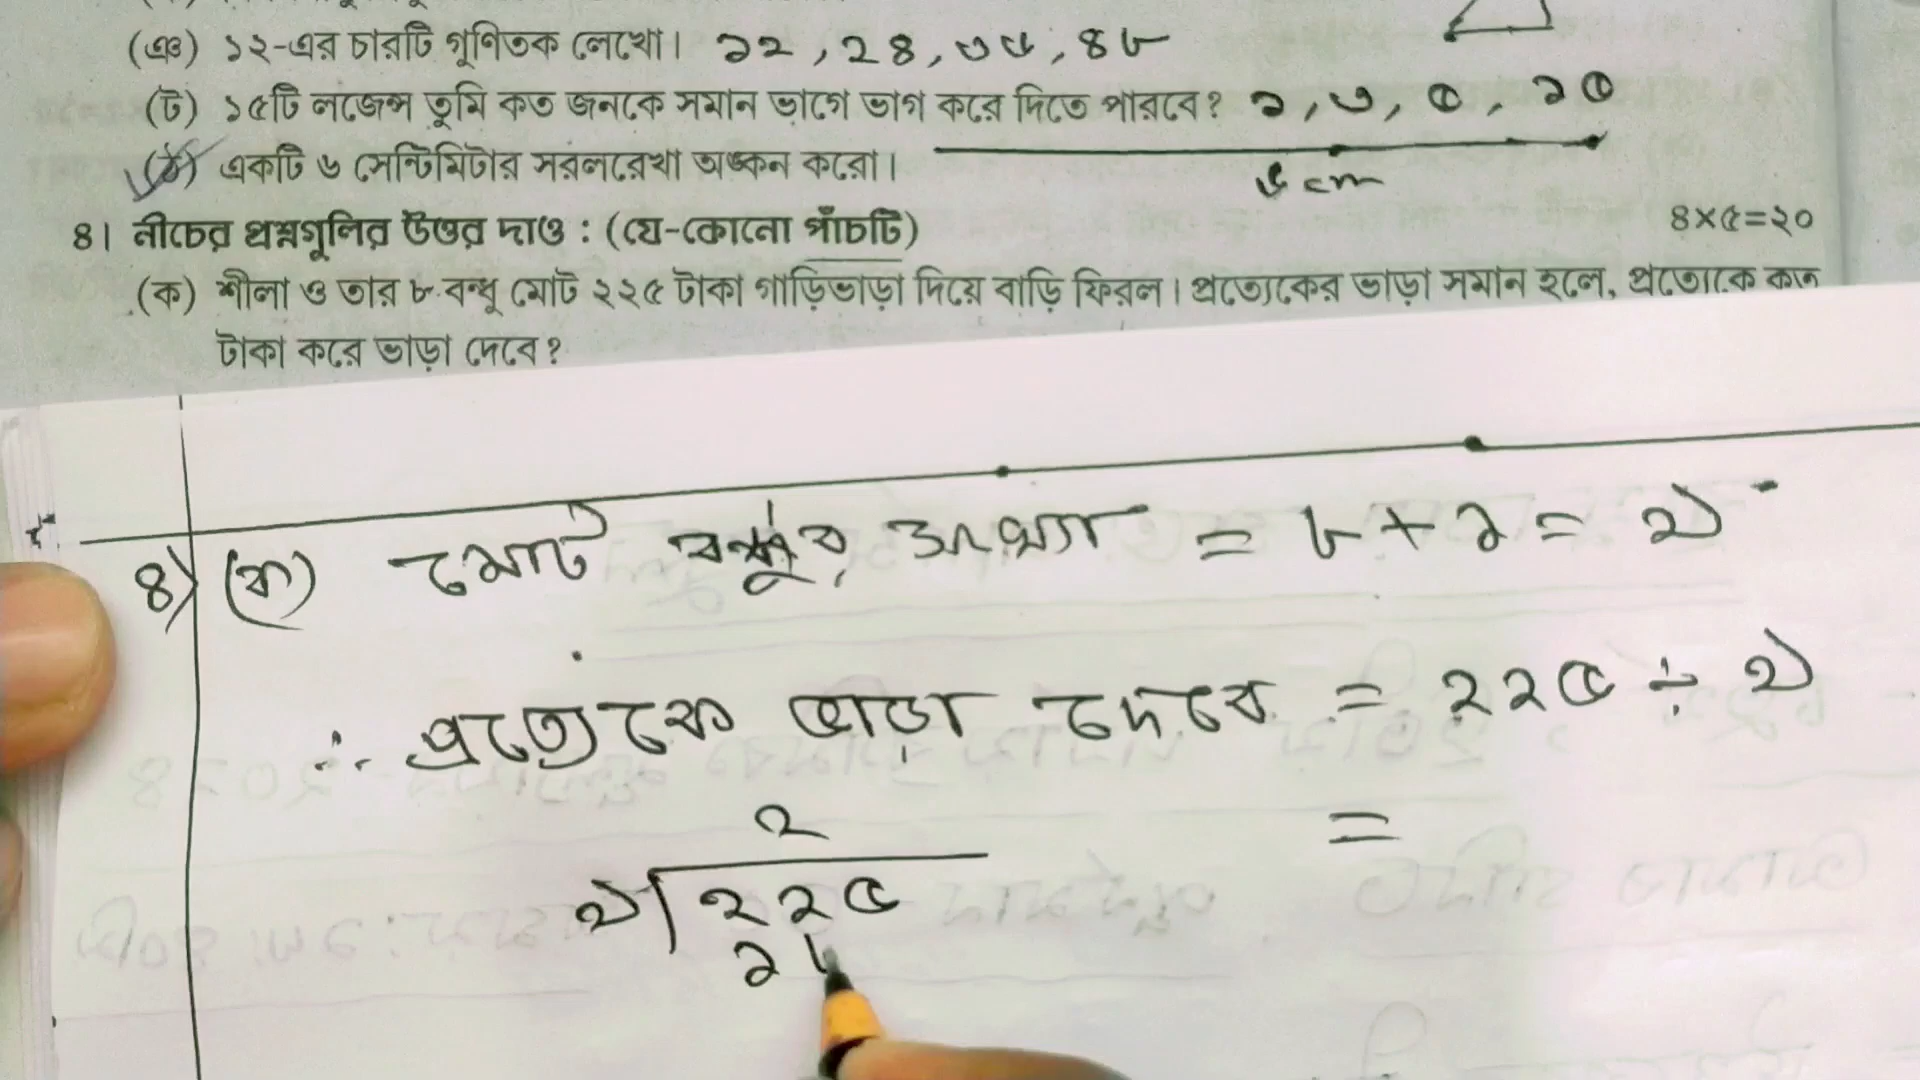 (ঞ) ১২-এর চারটি গুণিতক লেখো। ১২, ২৪, ৩৬, ৪৮
(ট) ১৫টি লজেন্স তুমি কত জনকে সমান ভাগে ভাগ করে দিতে পারবে? ১, ৩, ৫, ১৫
(ঠ) একটি ৬ সেন্টিমিটার সরলরেখা অঙ্কন করো। ৬ cm
৪। নীচের প্রশ্নগুলির উত্তর দাও : (যে-কোনো পাঁচটি) ৪×৫=২০
(ক) শীলা ও তার ৮ বন্ধু মোট ২২৫ টাকা গাড়িভাড়া দিয়ে বাড়ি ফিরল। প্রত্যেকের ভাড়া সমান হলে, প্রত্যেকে কত
টাকা করে ভাড়া দেবে?
৪) (ক) মোট বন্ধুর সংখ্যা = ৮ + ১ = ৯
∴ প্রত্যেকে ভাড়া দেবে = ২২৫ ÷ ৯
২ =
৯ ২২৫
১৮